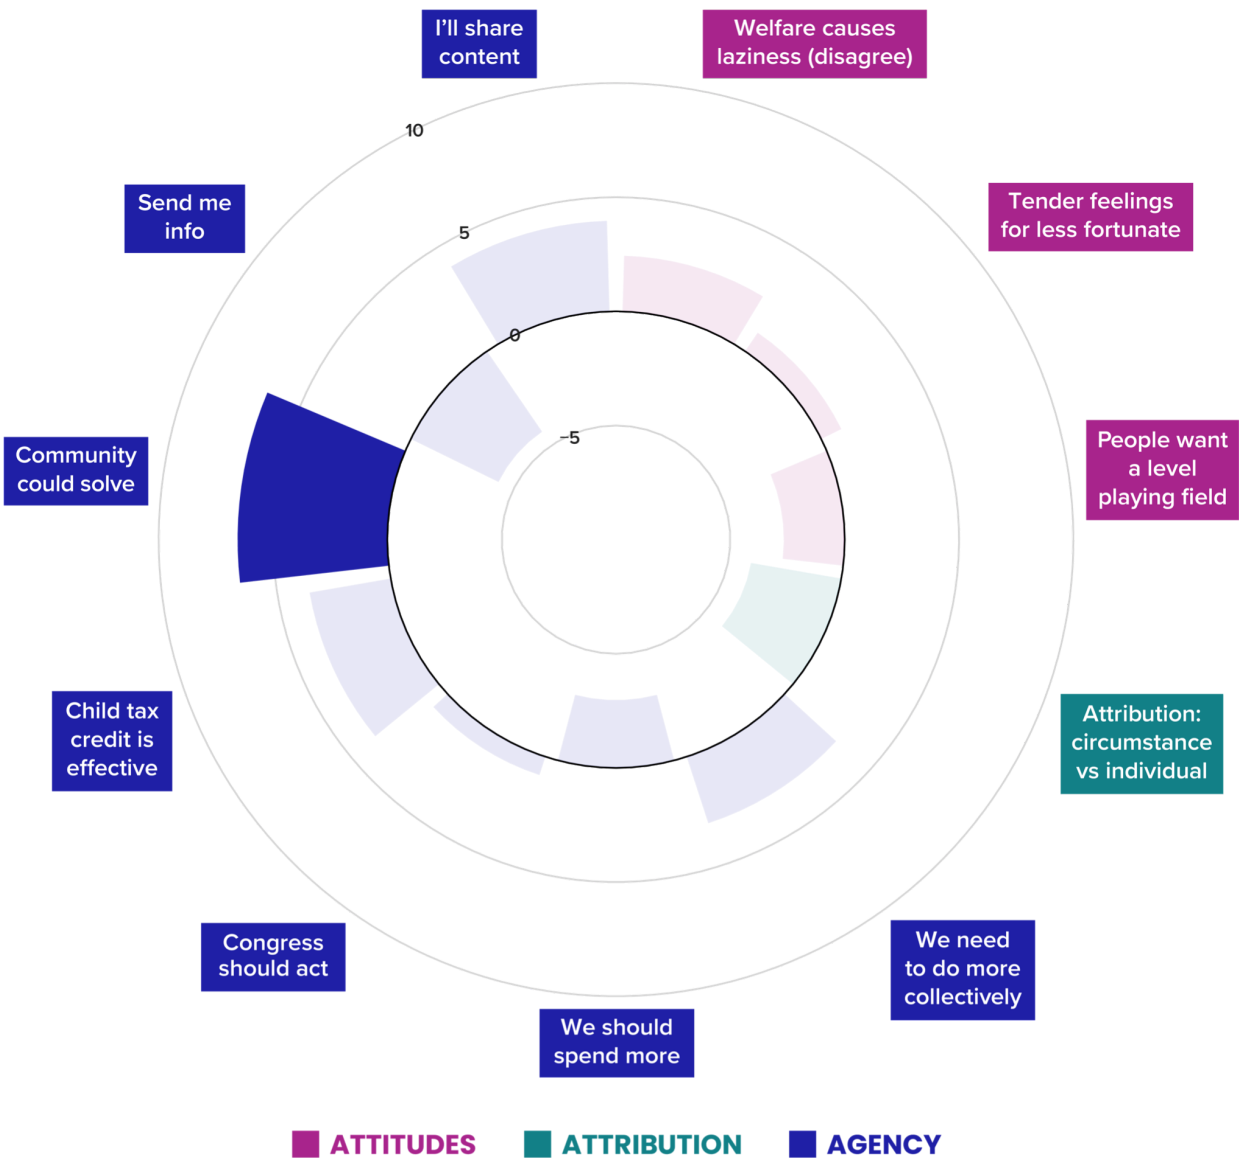 I’ll share
content
Welfare causes
laziness (disagree)
10
Send me
info
Tender feelings
for less fortunate
5
0
Community
could solve
People want
a level
playing field
−5
Child tax
credit is
effective
Attribution:
circumstance
vs individual
Congress
should act
We need
to do more
collectively
We should
spend more
ATTITUDES
ATTRIBUTION
AGENCY